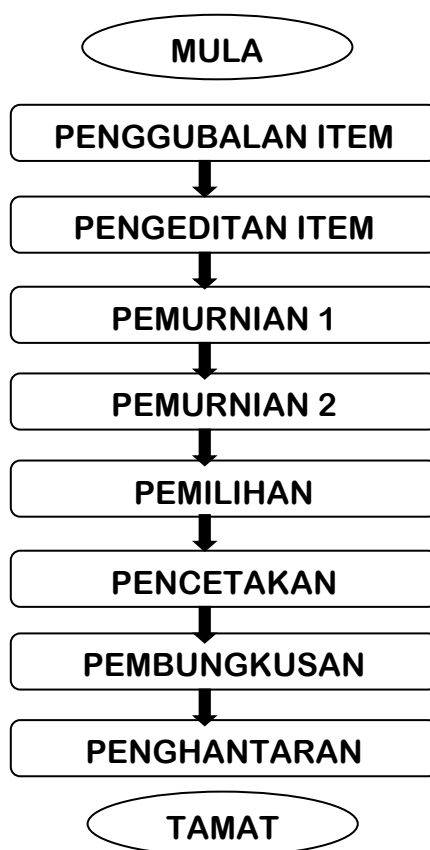 MULA
PENGGUBALAN ITEM
PENGEDITAN ITEM
PEMURNIAN 1
PEMURNIAN 2
PEMILIHAN
PENCETAKAN
PEMBUNGKUSAN
PENGHANTARAN
TAMAT